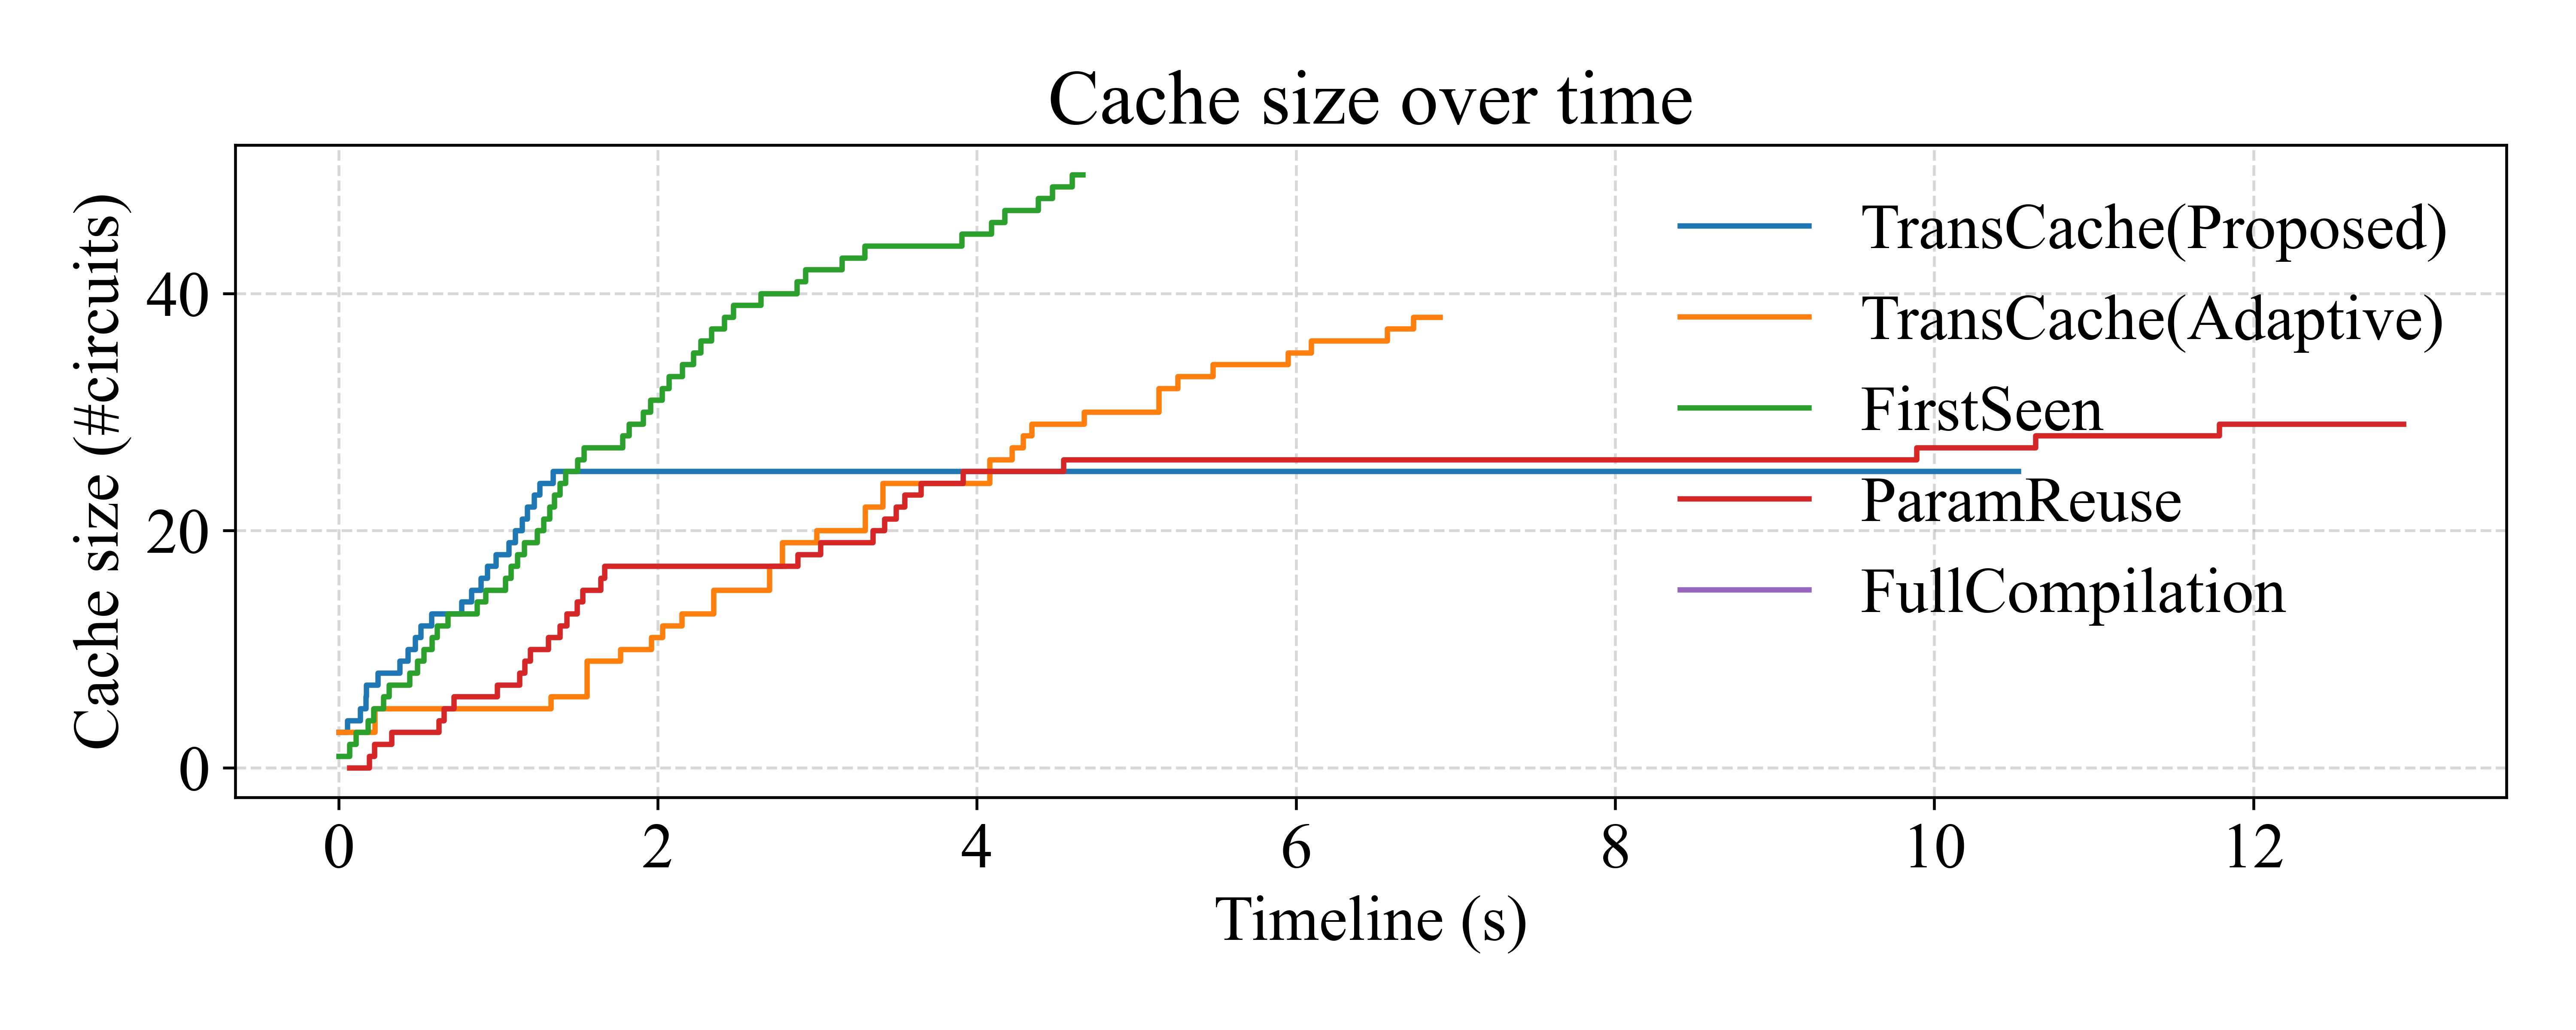 Cache size over time
Cache size (#circuits)
40
20
0
TransCache(Proposed)
TransCache(Adaptive)
FirstSeen
ParamReuse
FullCompilation
0 2 4 6 8 10 12
Timeline (s)